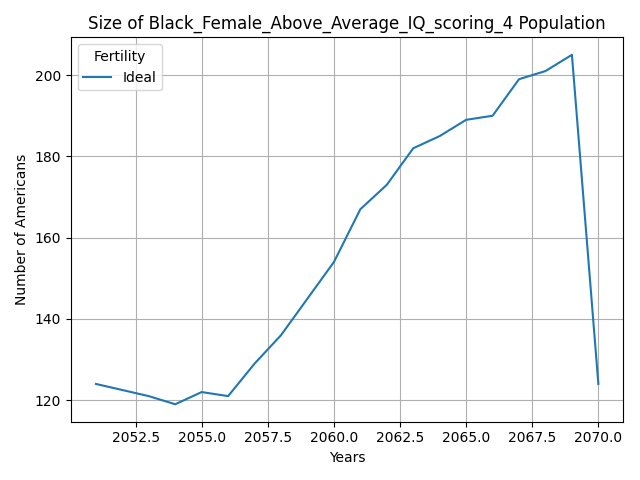 Size of Black_Female_Above_Average_IQ_scoring_4 Population
Fertility
Ideal
Number of Americans
200
180
160
140
120
2052.5 2055.0 2057.5 2060.0 2062.5 2065.0 2067.5 2070.0
Years